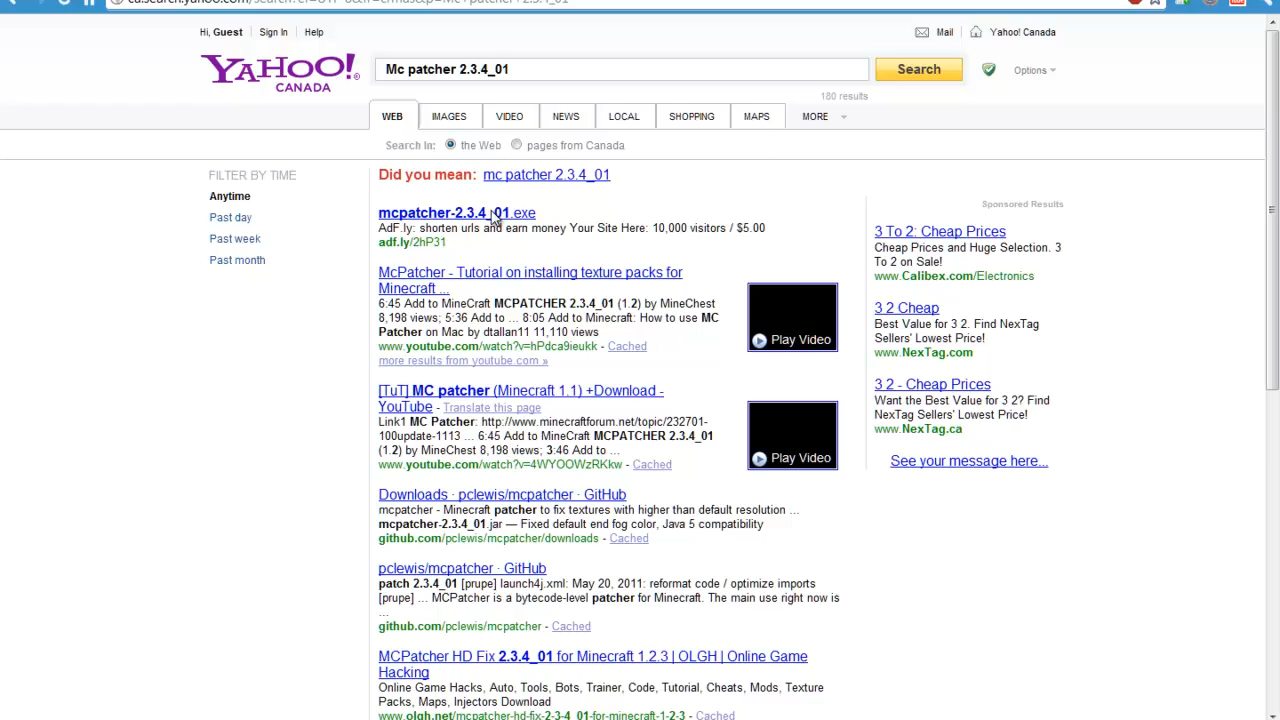 Hi, Guest Sign In Help Mail Yahoo! Canada
YAHOO! CANADA
Mc patcher 2.3.4_01 Search Options
180 results
WEB IMAGES VIDEO NEWS LOCAL SHOPPING MAPS MORE
Search In: the Web pages from Canada
FILTER BY TIME
Anytime
Past day
Past week
Past month
Did you mean: mc patcher 2.3.4_01
mcpatcher-2.3.4_01.exe
AdF.ly: shorten urls and earn money Your Site Here: 10,000 visitors / $5.00
adf.ly/2hP31
McPatcher - Tutorial on installing texture packs for
Minecraft ...
6:45 Add to MineCraft MCPATCHER 2.3.4_01 (1.2) by MineChest
8,198 views; 5:36 Add to ... 8:05 Add to Minecraft: How to use MC
Patcher on Mac by dtallan11 11,110 views
www.youtube.com/watch?v=hPdca9ieukk - Cached
more results from youtube.com »
Play Video
[TuT] MC patcher (Minecraft 1.1) +Download -
YouTube - Translate this page
Link1 MC Patcher: http://www.minecraftforum.net/topic/232701-
100update-1113 ... 6:45 Add to MineCraft MCPATCHER 2.3.4_01
(1.2) by MineChest 8,198 views; 3:46 Add to ...
www.youtube.com/watch?v=4WYOOWzRKkw - Cached
Play Video
Downloads · pclewis/mcpatcher · GitHub
mcpatcher - Minecraft patcher to fix textures with higher than default resolution ...
mcpatcher-2.3.4_01.jar — Fixed default end fog color, Java 5 compatibility
github.com/pclewis/mcpatcher/downloads - Cached
pclewis/mcpatcher · GitHub
patch 2.3.4_01 [prupe] launch4j.xml: May 20, 2011: reformat code / optimize imports
[prupe] ... MCPatcher is a bytecode-level patcher for Minecraft. The main use right now is
...
github.com/pclewis/mcpatcher - Cached
MCPatcher HD Fix 2.3.4_01 for Minecraft 1.2.3 | OLGH | Online Game
Hacking
Online Game Hacks, Auto, Tools, Bots, Trainer, Code, Tutorial, Cheats, Mods, Texture
Packs, Maps, Injectors Download
www.olgh.net/mcpatcher-hd-fix-2-3-4_01-for-minecraft-1-2-3 - Cached
Sponsored Results
3 To 2: Cheap Prices
Cheap Prices and Huge Selection. 3
To 2 on Sale!
www.Calibex.com/Electronics
3 2 Cheap
Best Value for 3 2. Find NexTag
Sellers' Lowest Price!
www.NexTag.com
3 2 - Cheap Prices
Want the Best Value for 3 2? Find
NexTag Sellers' Lowest Price!
www.NexTag.ca
See your message here...